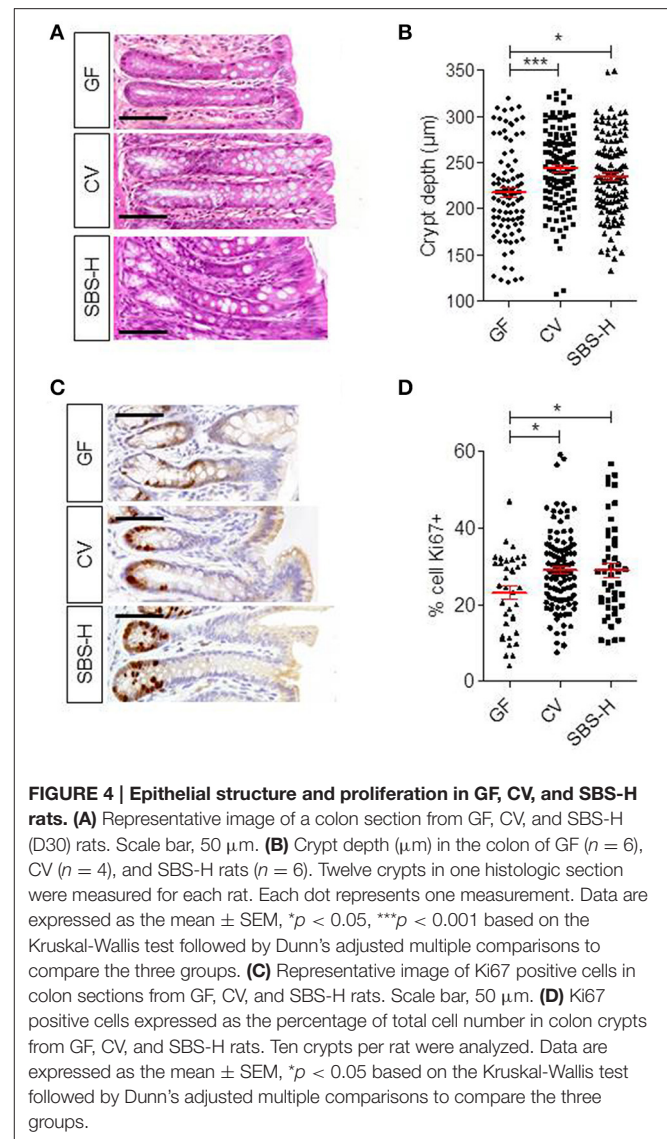 A
GF
CV
SBS-H
B
Crypt depth (μm)
350
300
250
200
150
100
*
***
GF
CV
SBS-H
C
GF
CV
SBS-H
D
% cell Ki67+
60
40
20
0
*
*
GF
CV
SBS-H
FIGURE 4 | Epithelial structure and proliferation in GF, CV, and SBS-H
rats. (A) Representative image of a colon section from GF, CV, and SBS-H
(D30) rats. Scale bar, 50 μm. (B) Crypt depth (μm) in the colon of GF (n = 6),
CV (n = 4), and SBS-H rats (n = 6). Twelve crypts in one histologic section
were measured for each rat. Each dot represents one measurement. Data are
expressed as the mean ± SEM, *p < 0.05, ***p < 0.001 based on the
Kruskal-Wallis test followed by Dunn's adjusted multiple comparisons to
compare the three groups. (C) Representative image of Ki67 positive cells in
colon sections from GF, CV, and SBS-H rats. Scale bar, 50 μm. (D) Ki67
positive cells expressed as the percentage of total cell number in colon crypts
from GF, CV, and SBS-H rats. Ten crypts per rat were analyzed. Data are
expressed as the mean ± SEM, *p < 0.05 based on the Kruskal-Wallis test
followed by Dunn's adjusted multiple comparisons to compare the three
groups.